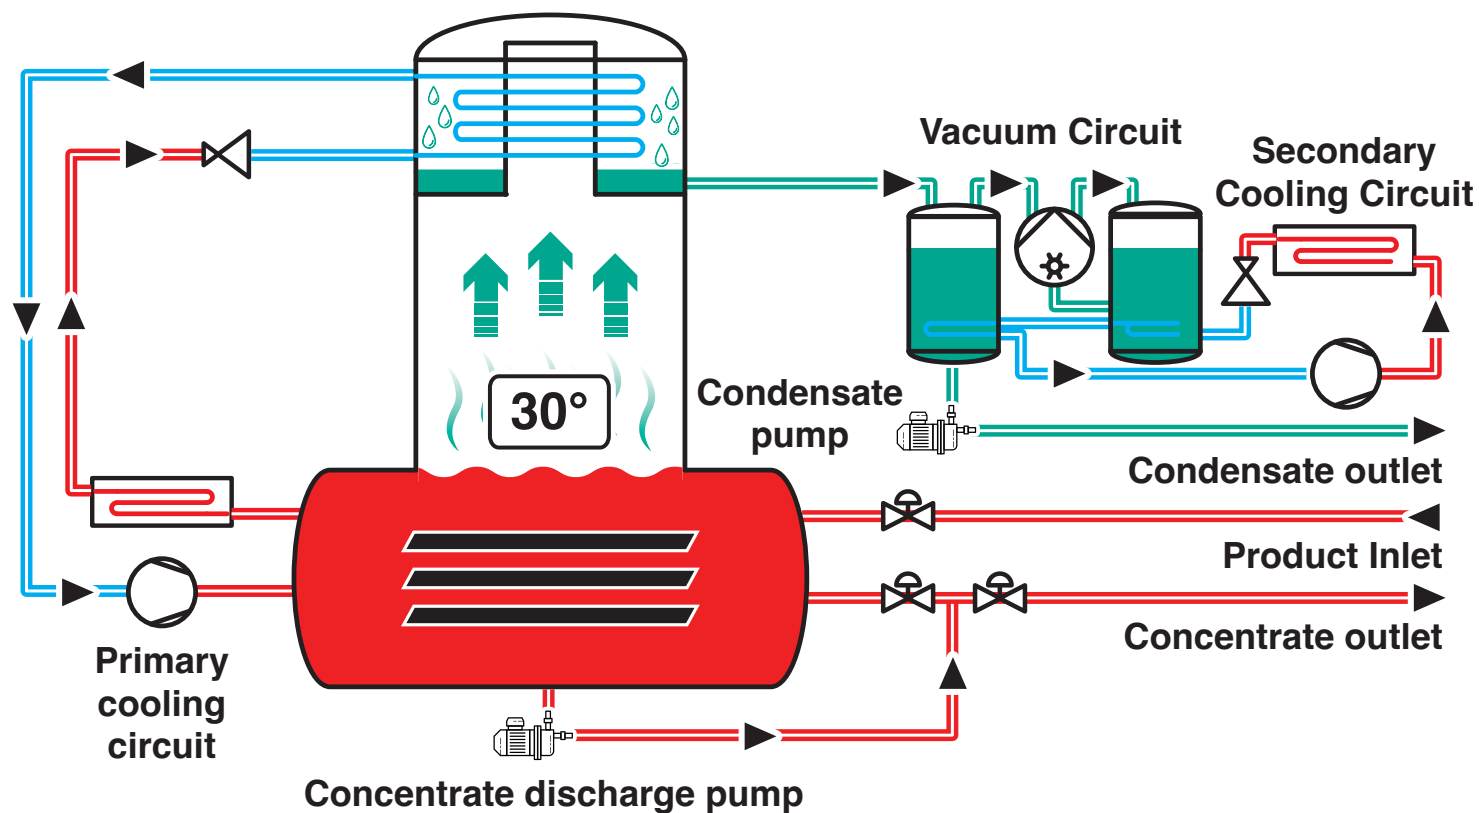 Vacuum Circuit
Secondary
Cooling Circuit
30°
Condensate
pump
Condensate outlet
Product Inlet
Concentrate outlet
Primary
cooling
circuit
Concentrate discharge pump